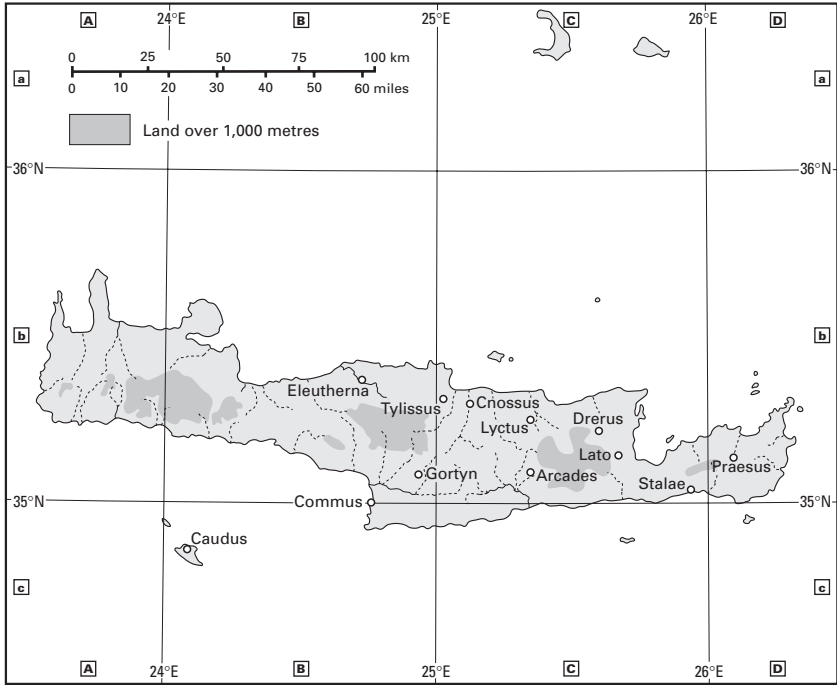 A 24°E B 25°E C 26°E D
0 25 50 75 100 km
0 10 20 30 40 50 60 miles
a a
Land over 1,000 metres
36°N 36°N
b b
Eleutherna
Tylissus
Cnossus
Lyctus
Drerus
Lato
Praesus
Gortyn
Arcades
Stalae
35°N 35°N
Commus
Caudus
c c
A 24°E B 25°E C 26°E D